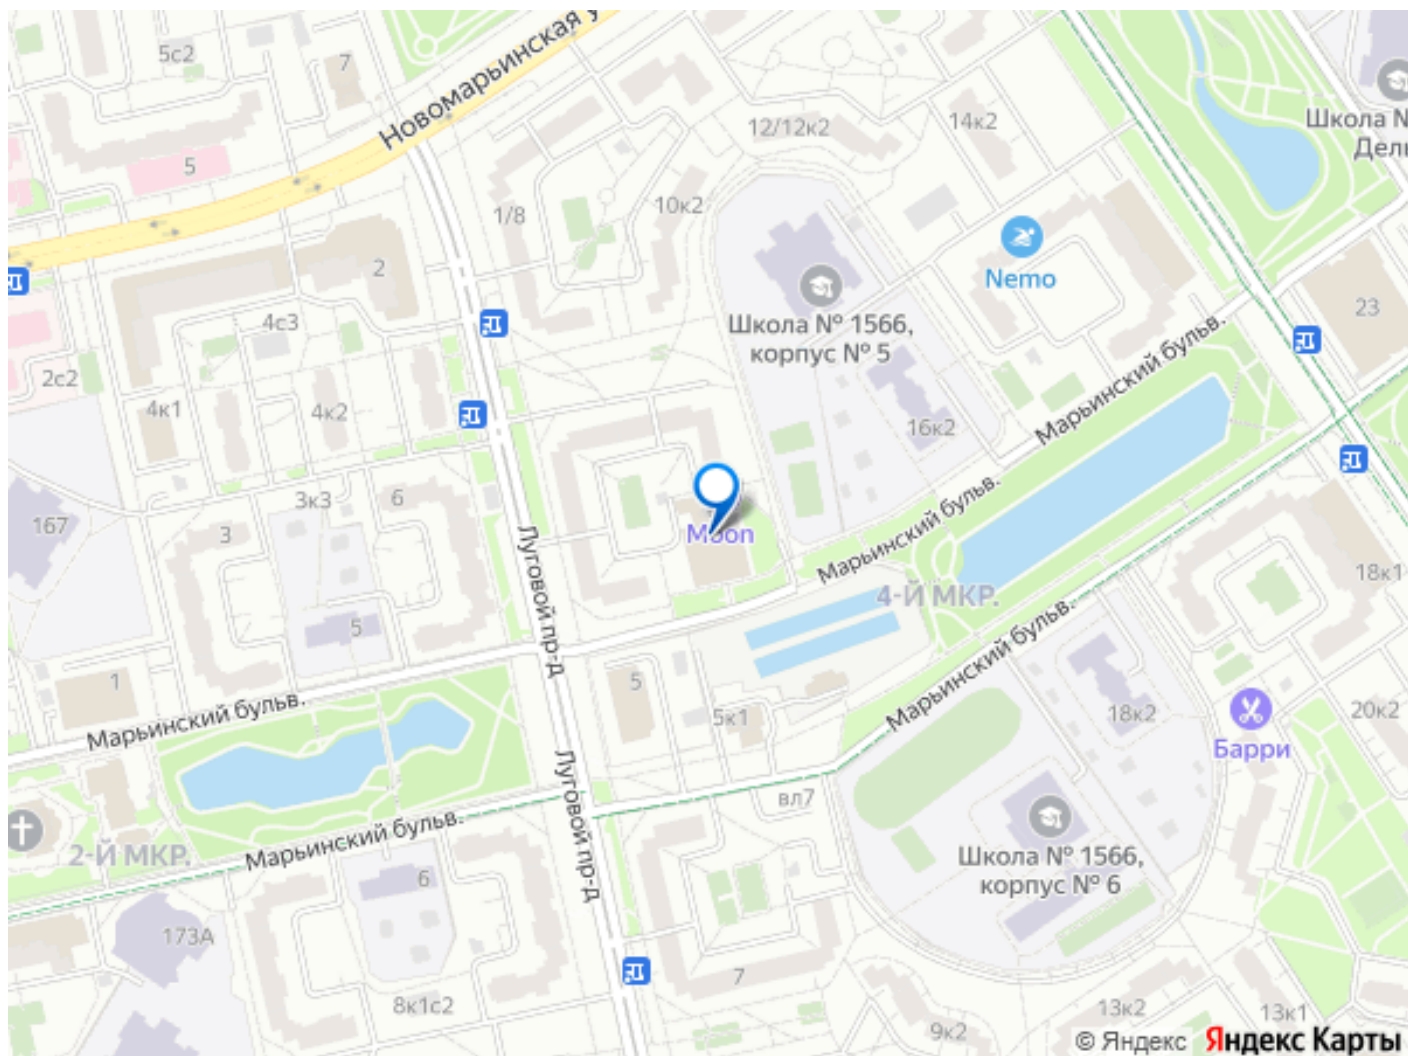 5с2
7
Новомарьинская у
5
12/12к2
14к2
Школа №
Дель
1/8
10к2
2
Nemo
4с3
23
Школа № 1566,
корпус № 5
2с2
4к1
4к2
16к2
Марьинский бульв.
3к3
6
167
3
Moon
Марьинский бульв.
Луговой пр-д
4-Й МКР.
18к1
5
Марьинский бульв.
1
5
5к1
18к2
20к2
Марьинский бульв.
Барри
Луговой пр-д
вл7
Марьинский бульв.
2-Й МКР.
Школа № 1566,
корпус № 6
6
173А
7
8к1с2
9к2
13к2
13к1
© Яндекс Яндекс Карты